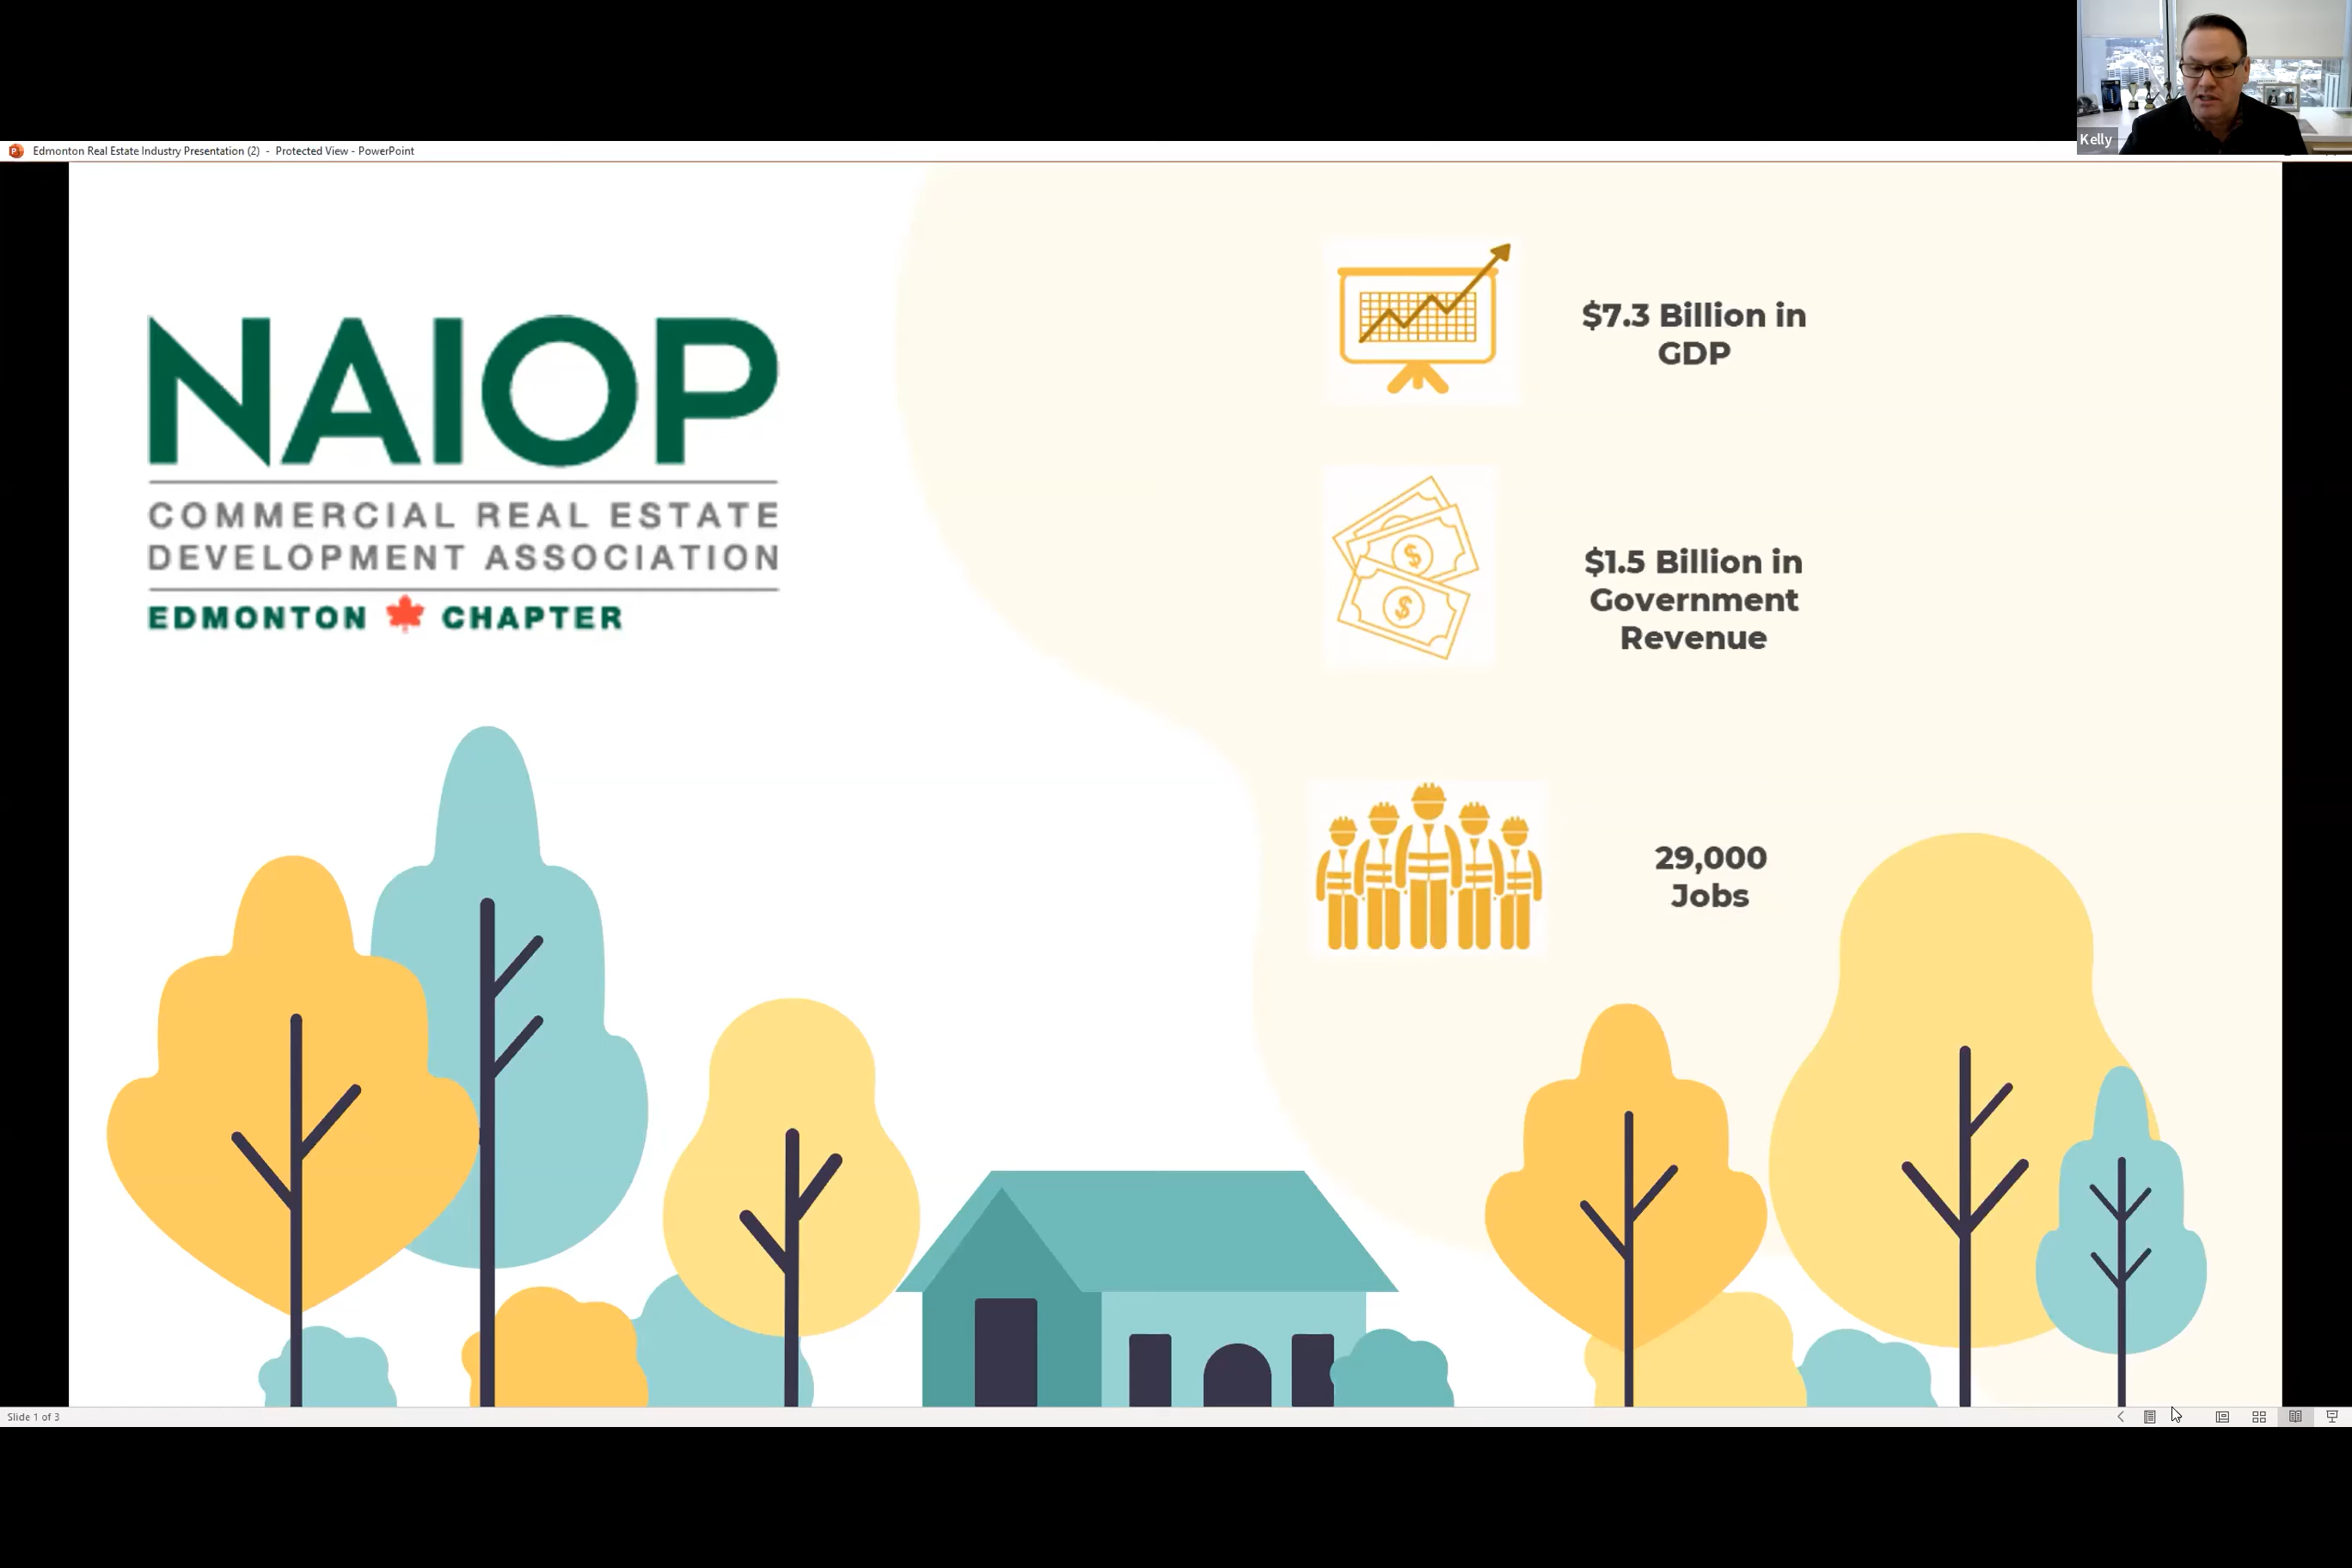 Kelly
Edmonton Real Estate Industry Presentation (2) - Protected View - PowerPoint
NAIOP
COMMERCIAL REAL ESTATE
DEVELOPMENT ASSOCIATION
EDMONTON CHAPTER
$7.3 Billion in
GDP
$1.5 Billion in
Government
Revenue
29,000
Jobs
Slide 1 of 3